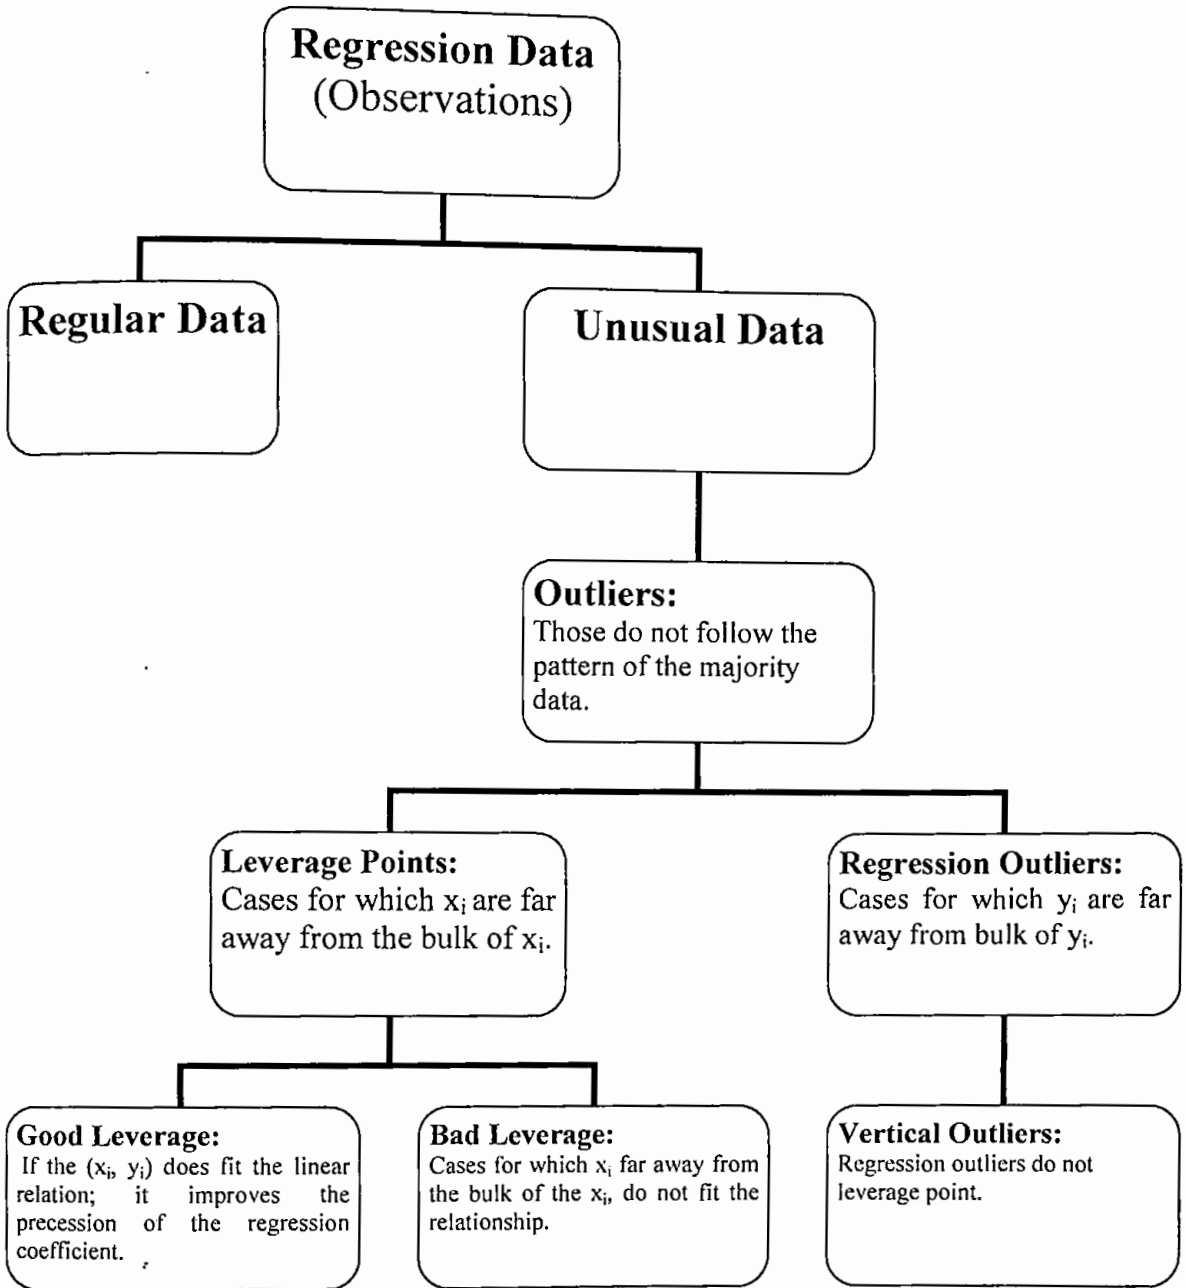 Regression Data
(Observations)
Regular Data
Unusual Data
Outliers:
Those do not follow the
pattern of the majority
data.
Leverage Points:
Cases for which xᵢ are far
away from the bulk of xᵢ.
Regression Outliers:
Cases for which yᵢ are far
away from bulk of yᵢ.
Good Leverage:
If the (xᵢ, yᵢ) does fit the linear
relation; it improves the
precession of the regression
coefficient.
Bad Leverage:
Cases for which xᵢ far away from
the bulk of the xᵢ, do not fit the
relationship.
Vertical Outliers:
Regression outliers do not
leverage point.